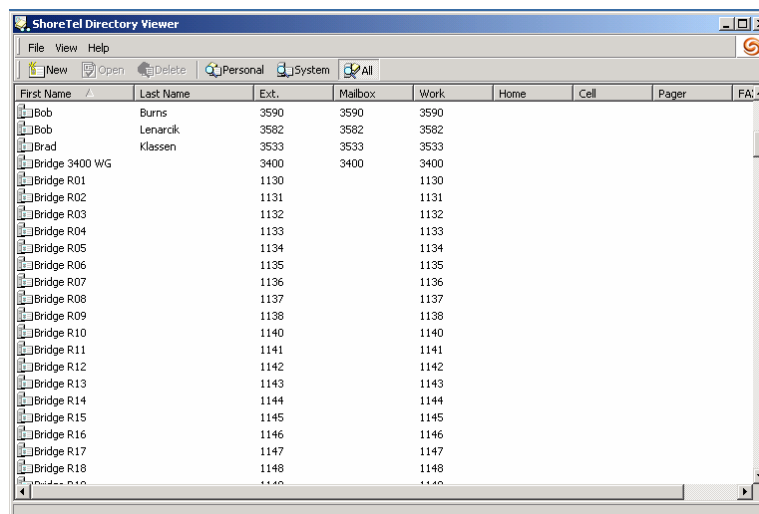 ShoreTel Directory Viewer
File View Help
New Open Delete Personal System All
First Name Last Name Ext. Mailbox Work Home Cell Pager FA
Bob Burns 3590 3590 3590
Bob Lenarcik 3582 3582 3582
Brad Klassen 3533 3533 3533
Bridge 3400 WG 3400 3400 3400
Bridge R01 1130 1130
Bridge R02 1131 1131
Bridge R03 1132 1132
Bridge R04 1133 1133
Bridge R05 1134 1134
Bridge R06 1135 1135
Bridge R07 1136 1136
Bridge R08 1137 1137
Bridge R09 1138 1138
Bridge R10 1140 1140
Bridge R11 1141 1141
Bridge R12 1142 1142
Bridge R13 1143 1143
Bridge R14 1144 1144
Bridge R15 1145 1145
Bridge R16 1146 1146
Bridge R17 1147 1147
Bridge R18 1148 1148